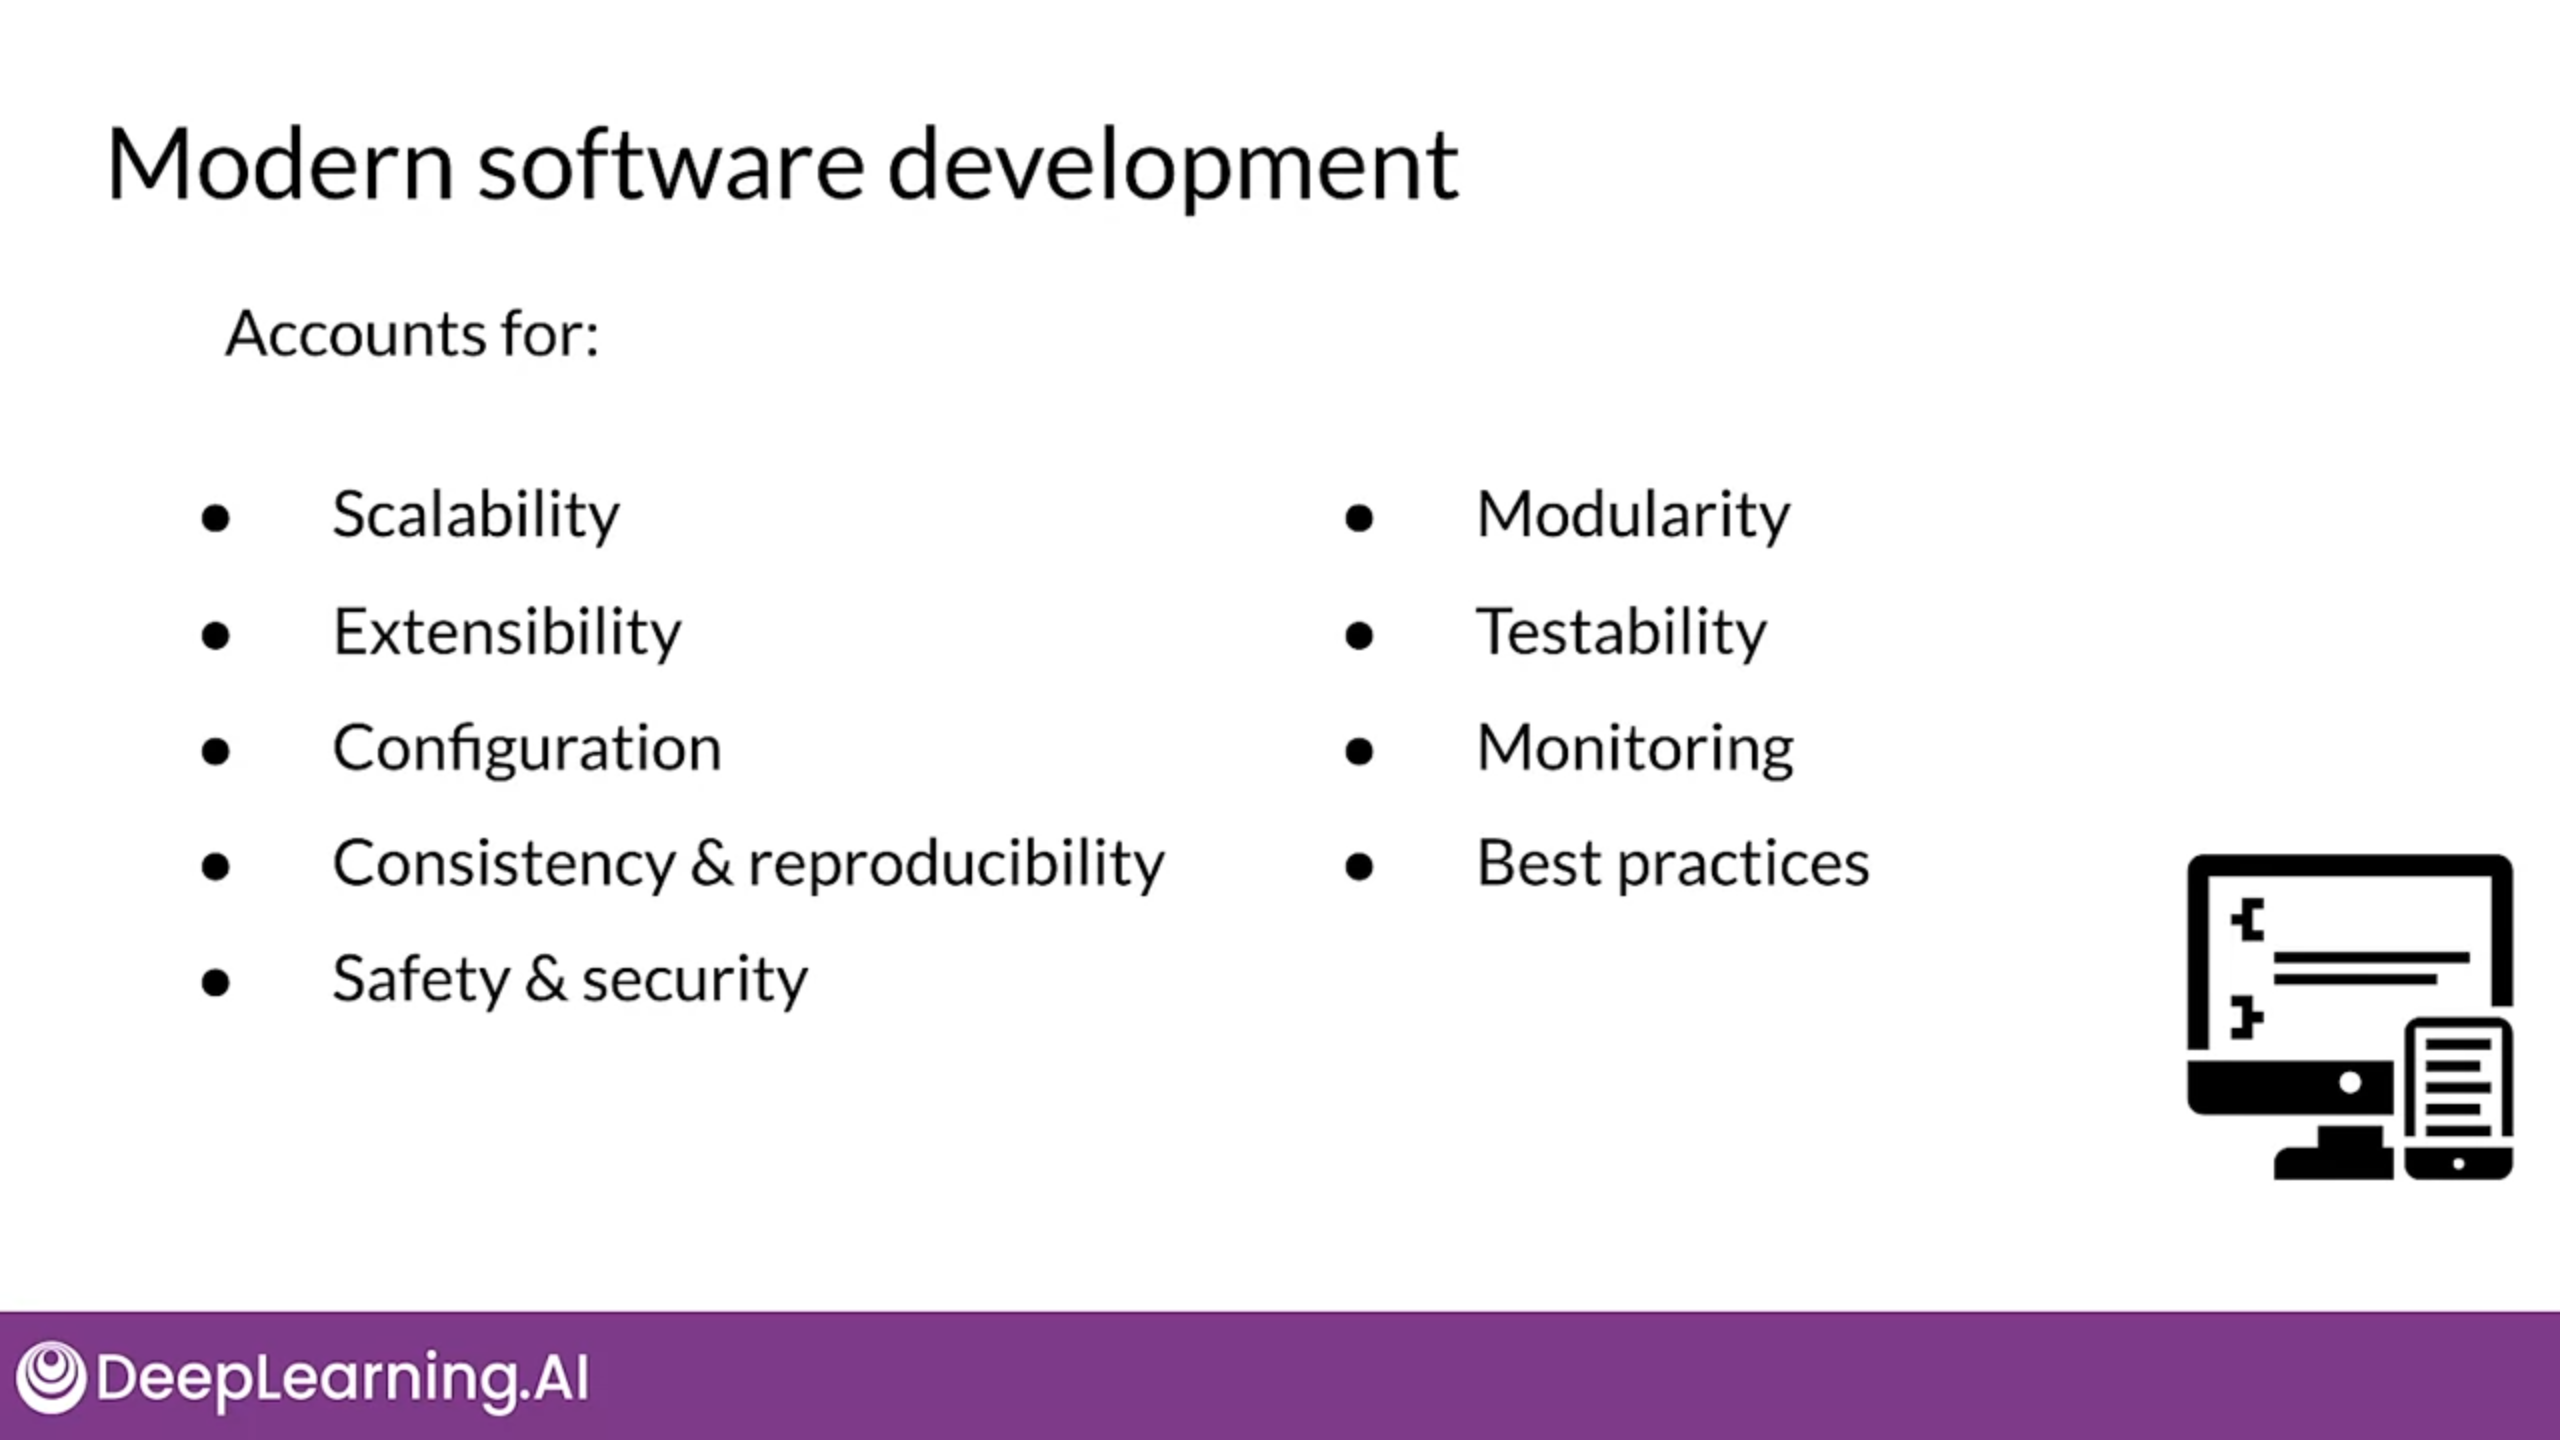 Modern software development
Accounts for:
● Scalability
● Extensibility
● Configuration
● Consistency & reproducibility
● Safety & security
● Modularity
● Testability
● Monitoring
● Best practices
DeepLearning.AI